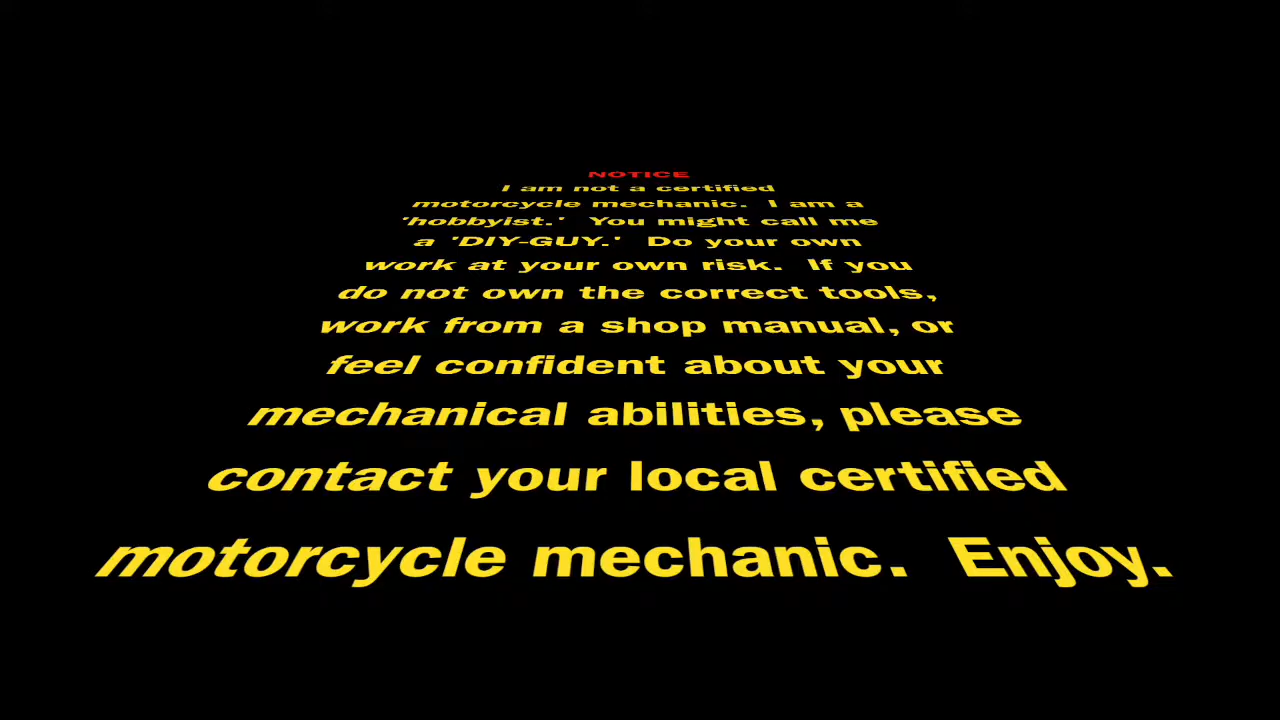 NOTICE
I am not a certified
motorcycle mechanic.  I am a
'hobbyist.'  You might call me
a 'DIY-GUY.'  Do your own
work at your own risk.  If you
do not own the correct tools,
work from a shop manual, or
feel confident about your
mechanical abilities, please
contact your local certified
motorcycle mechanic.  Enjoy.